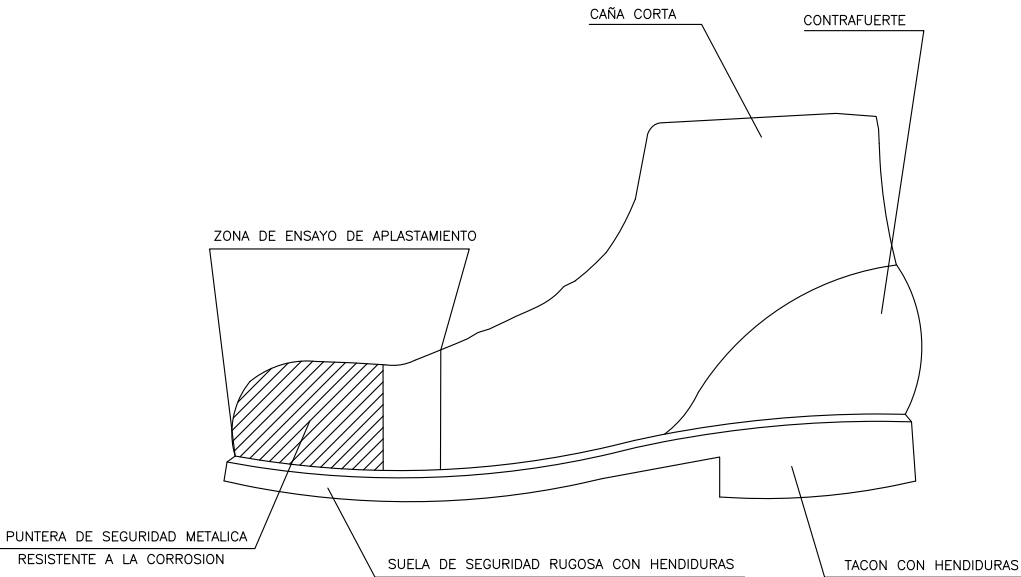 CAÑA CORTA
CONTRAFUERTE
ZONA DE ENSAYO DE APLASTAMIENTO
PUNTERA DE SEGURIDAD METALICA
RESISTENTE A LA CORROSION
SUELA DE SEGURIDAD RUGOSA CON HENDIDURAS
TACON CON HENDIDURAS